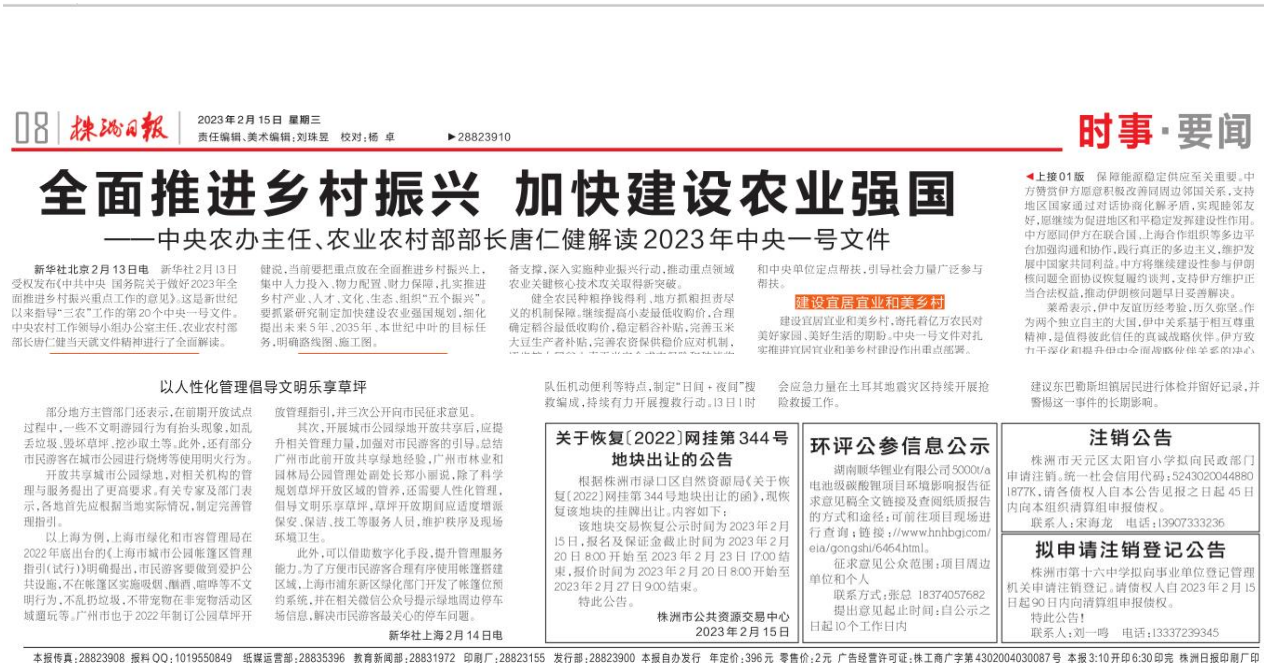 08
株洲日报
2023年2月15日 星期三
责任编辑、美术编辑:刘珠昱 校对:杨 卓
▶28823910
时事·要闻
全面推进乡村振兴 加快建设农业强国
——中央农办主任、农业农村部部长唐仁健解读2023年中央一号文件
新华社北京2月13日电 新华社2月13日
受权发布《中共中央 国务院关于做好2023年全
面推进乡村振兴重点工作的意见》。这是新世纪
以来指导“三农”工作的第20个中央一号文件。
中央农村工作领导小组办公室主任、农业农村部
部长唐仁健当天就文件精神进行了全面解读。
健说,当前要把重点放在全面推进乡村振兴上,
集中人力投入、物力配置、财力保障,扎实推进
乡村产业、人才、文化、生态、组织“五个振兴”。
要抓紧研究制定加快建设农业强国规划,细化
提出未来5年、2035年、本世纪中叶的目标任
务,明确路线图、施工图。
备支撑,深入实施种业振兴行动,推动重点领域
农业关键核心技术攻关取得新突破。
健全农民种粮挣钱得利、地方抓粮担责尽
义的机制保障。继续提高小麦最低收购价,合理
确定稻谷最低收购价,稳定稻谷补贴,完善玉米
大豆生产者补贴,完善农资保供稳价应对机制,
和中央单位定点帮扶,引导社会力量广泛参与
帮扶。
建设宜居宜业和美乡村
建设宜居宜业和美乡村,寄托着亿万农民对
美好家园、美好生活的期盼。中央一号文件对扎
实推进宜居宜业和美乡村建设作出重点部署。
◀上接01版 保障能源稳定供应至关重要。中
方赞赏伊方愿意积极改善同周边邻国关系,支持
地区国家通过对话协商化解矛盾,实现睦邻友
好,愿继续为促进地区和平稳定发挥建设性作用。
中方愿同伊方在联合国、上海合作组织等多边平
台加强沟通和协作,践行真正的多边主义,维护发
展中国家共同利益。中方将继续建设性参与伊朗
核问题全面协议恢复履约谈判,支持伊方维护正
当合法权益,推动伊朗核问题早日妥善解决。
莱希表示,伊中友谊历经考验,历久弥坚。作
为两个独立自主的大国,伊中关系基于相互尊重
精神,是值得彼此信任的真诚战略伙伴。伊方致
力于深化和提升伊中全面战略伙伴关系的决心
以人性化管理倡导文明乐享草坪
部分地方主管部门还表示,在前期开放试点
过程中,一些不文明游园行为有抬头现象,如乱
丢垃圾、毁坏草坪、挖沙取土等。此外,还有部分
市民游客在城市公园进行烧烤等使用明火行为。
开放共享城市公园绿地,对相关机构的管
理与服务提出了更高要求。有关专家及部门表
示,各地首先应根据当地实际情况,制定完善管
理指引。
以上海为例,上海市绿化和市容管理局在
2022年底出台的《上海市城市公园帐篷区管理
指引(试行)》明确提出,市民游客要做到爱护公
共设施,不在帐篷区实施吸烟、酗酒、喧哗等不文
明行为,不乱扔垃圾,不带宠物在非宠物活动区
域遛玩等。广州市也于2022年制订公园草坪开
放管理指引,并三次公开向市民征求意见。
其次,开展城市公园绿地开放共享后,应提
升相关管理力量,加强对市民游客的引导。总结
广州市此前开放共享绿地经验,广州市林业和
园林局公园管理处副处长郑小丽说,除了科学
规划草坪开放区域的管养,还需要人性化管理,
倡导文明乐享草坪,草坪开放期间应适度增派
保安、保洁、技工等服务人员,维护秩序及现场
环境卫生。
此外,可以借助数字化手段,提升管理服务
能力。为了方便市民游客合理有序使用帐篷搭建
区域,上海市浦东新区绿化部门开发了帐篷位预
约系统,并在相关微信公众号提示绿地周边停车
场信息,解决市民游客最关心的停车问题。
新华社上海2月14日电
队伍机动便利等特点,制定“日间+夜间”搜
救编成,持续有力开展搜救行动。13日1时
会应急力量在土耳其地震灾区持续开展抢
险救援工作。
建议东巴勒斯坦镇居民进行体检并留好记录,并
警惕这一事件的长期影响。
关于恢复〔2022〕网挂第344号
地块出让的公告
根据株洲市渌口区自然资源局《关于恢
复〔2022〕网挂第344号地块出让的函》,现恢
复该地块的挂牌出让。内容如下:
该地块交易恢复公示时间为2023年2月
15日,报名及保证金截止时间为2023年2月
20日8:00开始至2023年2月23日17:00结
束,报价时间为2023年2月20日8:00开始至
2023年2月27日9:00结束。
特此公告。
株洲市公共资源交易中心
2023年2月15日
环评公参信息公示
湖南顺华锂业有限公司5000t/a
电池级碳酸锂项目环境影响报告征
求意见稿全文链接及查阅纸质报告
的方式和途径:可前往项目现场进
行查询;链接://www.hnhbgj.com/
eia/gongshi/6464.html。
征求意见公众范围:项目周边
单位和个人
联系方式:张总 18374057682
提出意见起止时间:自公示之
日起10个工作日内
注销公告
株洲市天元区太阳宫小学拟向民政部门
申请注销。统一社会信用代码:5243020044880
1877K,请各债权人自本公告见报之日起45日
内向本组织清算组申报债权。
联系人:宋海龙 电话:13907333236
拟申请注销登记公告
株洲市第十六中学拟向事业单位登记管理
机关申请注销登记。请债权人自2023年2月15
日起90日内向清算组申报债权。
特此公告!
联系人:刘一鸣 电话:13337239345
本报传真:28823908 报料QQ:1019550849 纸媒运营部:28835396 教育新闻部:28831972 印刷厂:28823155 发行部:28823900 本报自办发行 年定价:396元 零售价:2元 广告经营许可证:株工商广字第4302004030087号 本报3:10开印6:30印完 株洲日报印刷厂印